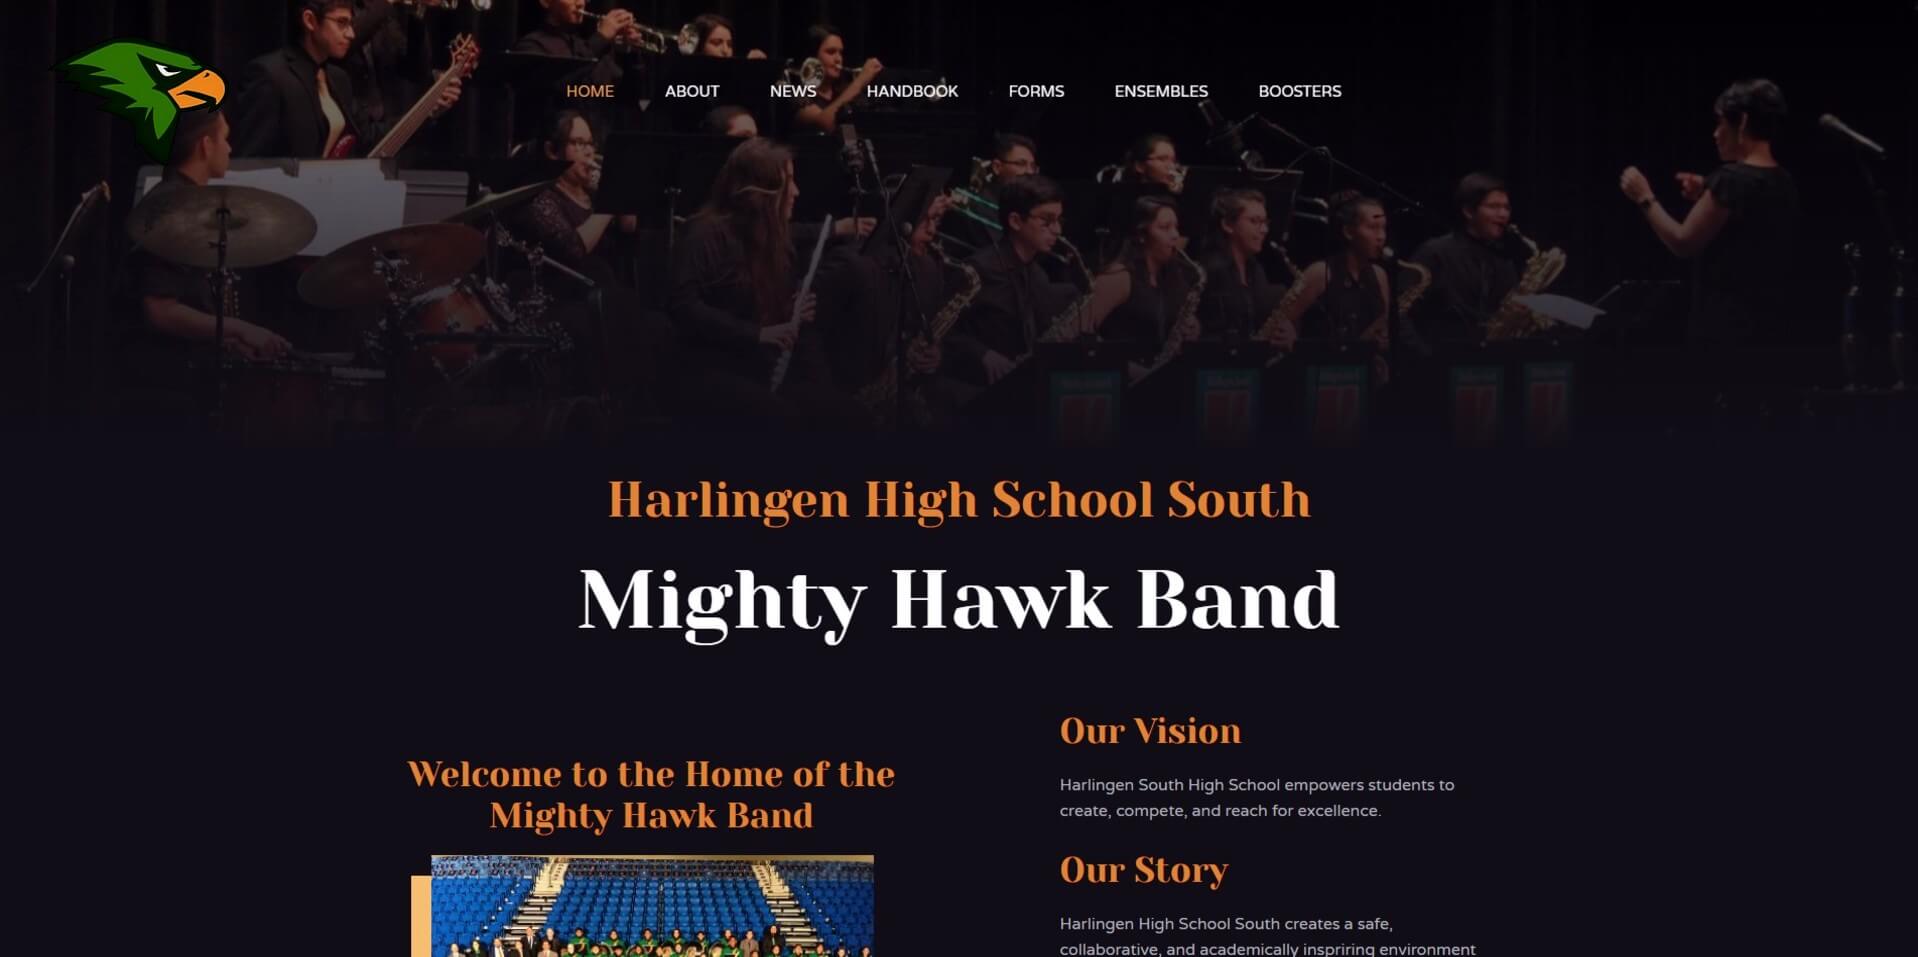 HOME ABOUT NEWS HANDBOOK FORMS ENSEMBLES BOOSTERS
Harlingen High School South
Mighty Hawk Band
Welcome to the Home of the
Mighty Hawk Band
Our Vision
Harlingen South High School empowers students to
create, compete, and reach for excellence.
Our Story
Harlingen High School South creates a safe,
collaborative, and academically inspriring environment